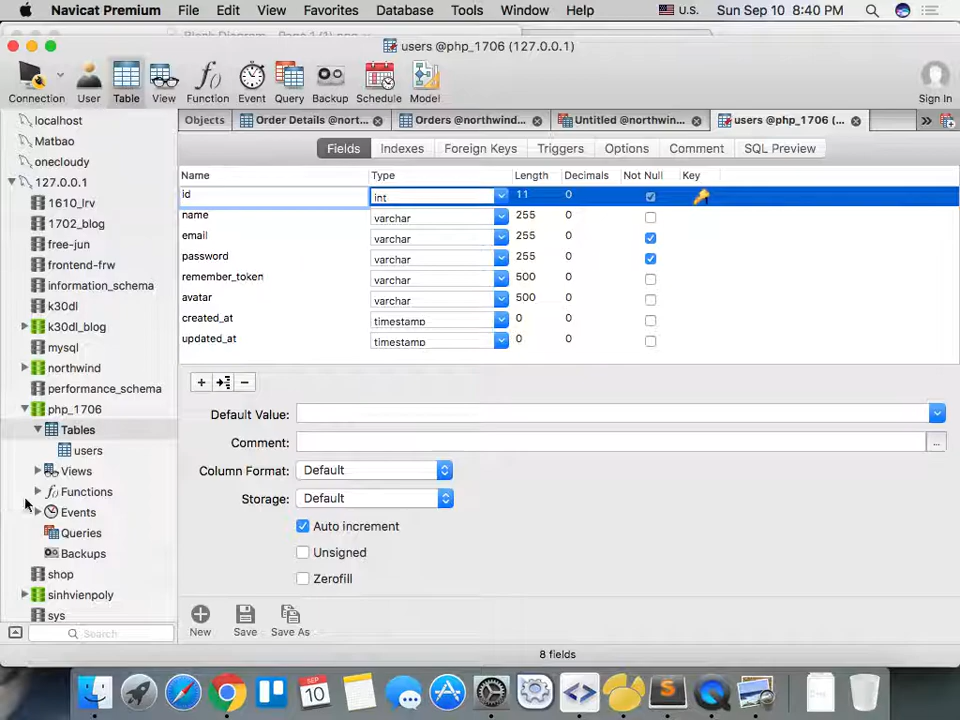 Navicat Premium File Edit View Favorites Database Tools Window Help U.S. Sun Sep 10 8:40 PM
users @php_1706 (127.0.0.1)
Connection User Table View Function Event Query Backup Schedule Model Sign In
Objects Order Details @nort... Orders @northwind... Untitled @northwin... users @php_1706 (... »
Fields Indexes Foreign Keys Triggers Options Comment SQL Preview
Name Type Length Decimals Not Null Key
id int 11 0
name varchar 255 0
email varchar 255 0
password varchar 255 0
remember_token varchar 500 0
avatar varchar 500 0
created_at timestamp 0 0
updated_at timestamp 0 0
Default Value:
Comment: ...
Column Format: Default
Storage: Default
Auto increment
Unsigned
Zerofill
New Save Save As
8 fields
localhost
Matbao
onecloudy
127.0.0.1
1610_lrv
1702_blog
free-jun
frontend-frw
information_schema
k30dl
k30dl_blog
mysql
northwind
performance_schema
php_1706
Tables
users
Views
Functions
Events
Queries
Backups
shop
sinhvienpoly
sys
Search
SEP
10